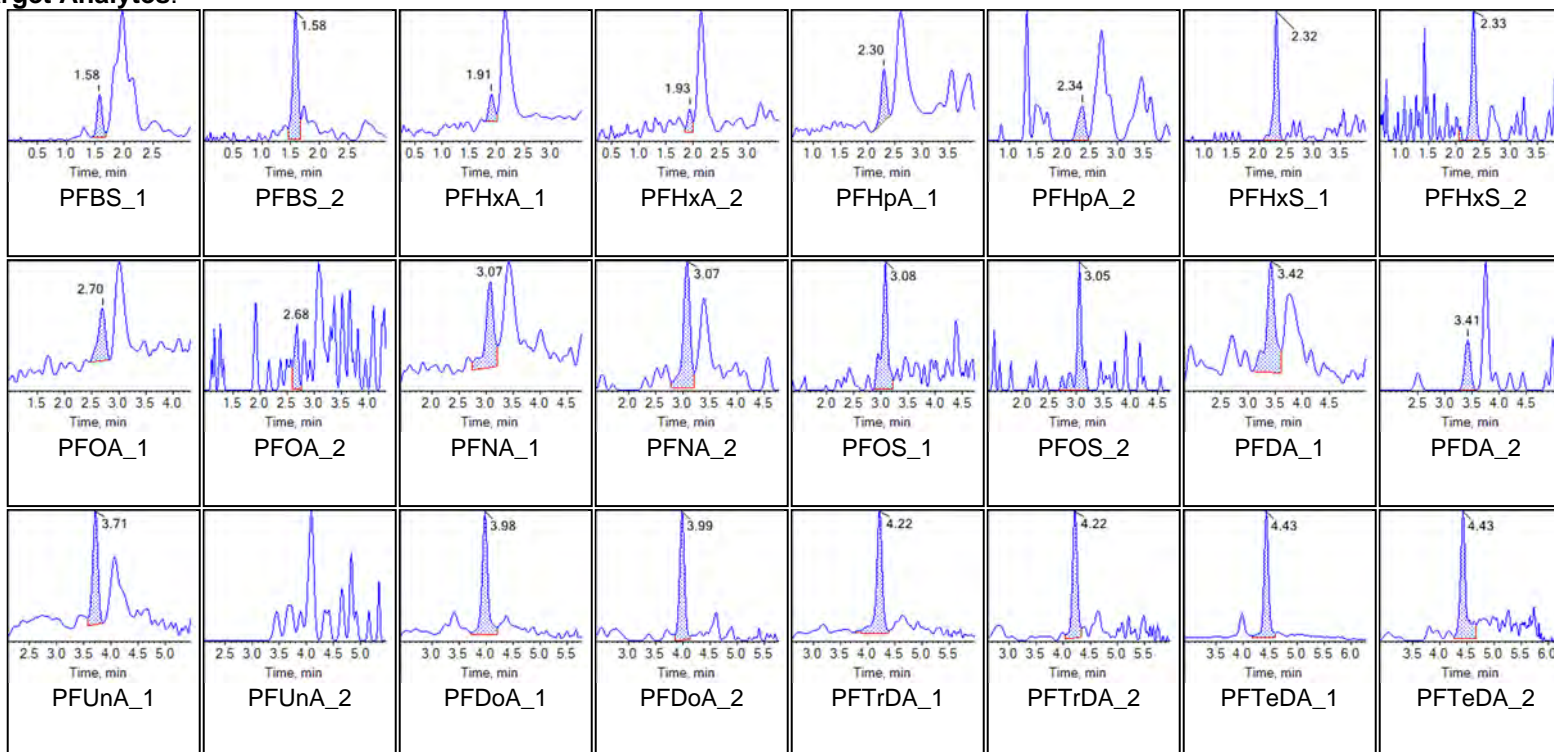 rget Analytes:
1.58
0.5 1.0 1.5 2.0 2.5
Time, min
PFBS_1
1.58
0.5 1.0 1.5 2.0 2.5
Time, min
PFBS_2
1.91
0.5 1.0 1.5 2.0 2.5 3.0
Time, min
PFHxA_1
1.93
0.5 1.0 1.5 2.0 2.5 3.0
Time, min
PFHxA_2
2.30
1.0 1.5 2.0 2.5 3.0 3.5
Time, min
PFHpA_1
2.34
1.0 1.5 2.0 2.5 3.0 3.5
Time, min
PFHpA_2
2.32
1.0 1.5 2.0 2.5 3.0 3.5
Time, min
PFHxS_1
2.33
1.0 1.5 2.0 2.5 3.0 3.5
Time, min
PFHxS_2
2.70
1.5 2.0 2.5 3.0 3.5 4.0
Time, min
PFOA_1
2.68
1.5 2.0 2.5 3.0 3.5 4.0
Time, min
PFOA_2
3.07
2.0 2.5 3.0 3.5 4.0 4.5
Time, min
PFNA_1
3.07
2.0 2.5 3.0 3.5 4.0 4.5
Time, min
PFNA_2
3.08
2.0 2.5 3.0 3.5 4.0 4.5
Time, min
PFOS_1
3.05
2.0 2.5 3.0 3.5 4.0 4.5
Time, min
PFOS_2
3.42
2.5 3.0 3.5 4.0 4.5
Time, min
PFDA_1
3.41
2.5 3.0 3.5 4.0 4.5
Time, min
PFDA_2
3.71
2.5 3.0 3.5 4.0 4.5 5.0
Time, min
PFUnA_1
2.5 3.0 3.5 4.0 4.5 5.0
Time, min
PFUnA_2
3.98
3.0 3.5 4.0 4.5 5.0 5.5
Time, min
PFDoA_1
3.99
3.0 3.5 4.0 4.5 5.0 5.5
Time, min
PFDoA_2
4.22
3.0 3.5 4.0 4.5 5.0 5.5
Time, min
PFTrDA_1
4.22
3.0 3.5 4.0 4.5 5.0 5.5
Time, min
PFTrDA_2
4.43
3.5 4.0 4.5 5.0 5.5 6.0
Time, min
PFTeDA_1
4.43
3.5 4.0 4.5 5.0 5.5
Time, min
PFTeDA_2